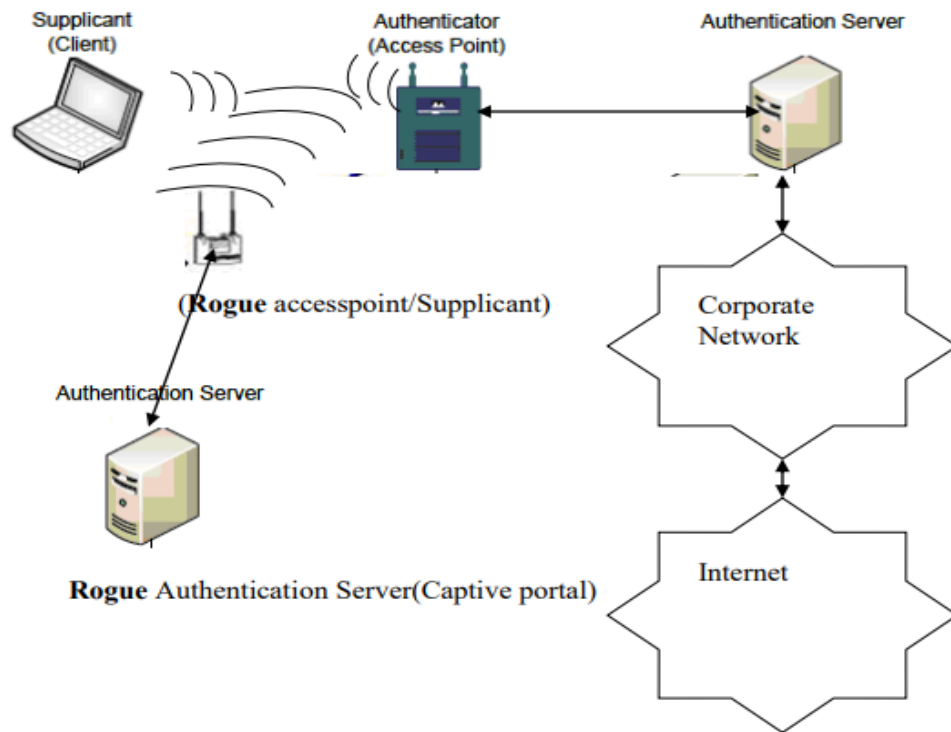 Supplicant
(Client)
Authenticator
(Access Point)
Authentication Server
(Rogue accesspoint/Supplicant)
Corporate
Network
Authentication Server
Rogue Authentication Server(Captive portal)
Internet